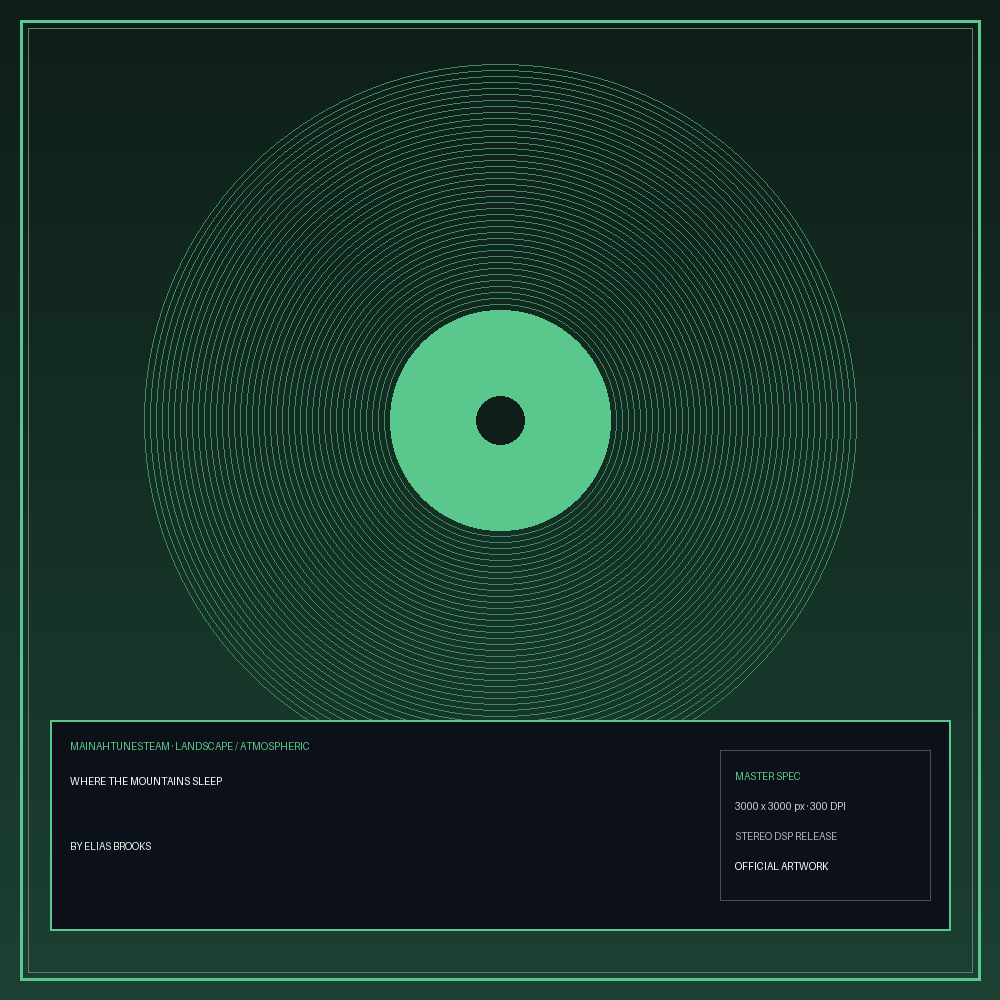 MAINAHTUNESTEAM · LANDSCAPE / ATMOSPHERIC
WHERE THE MOUNTAINS SLEEP
BY ELIAS BROOKS
MASTER SPEC
3000 x 3000 px · 300 DPI
STEREO DSP RELEASE
OFFICIAL ARTWORK